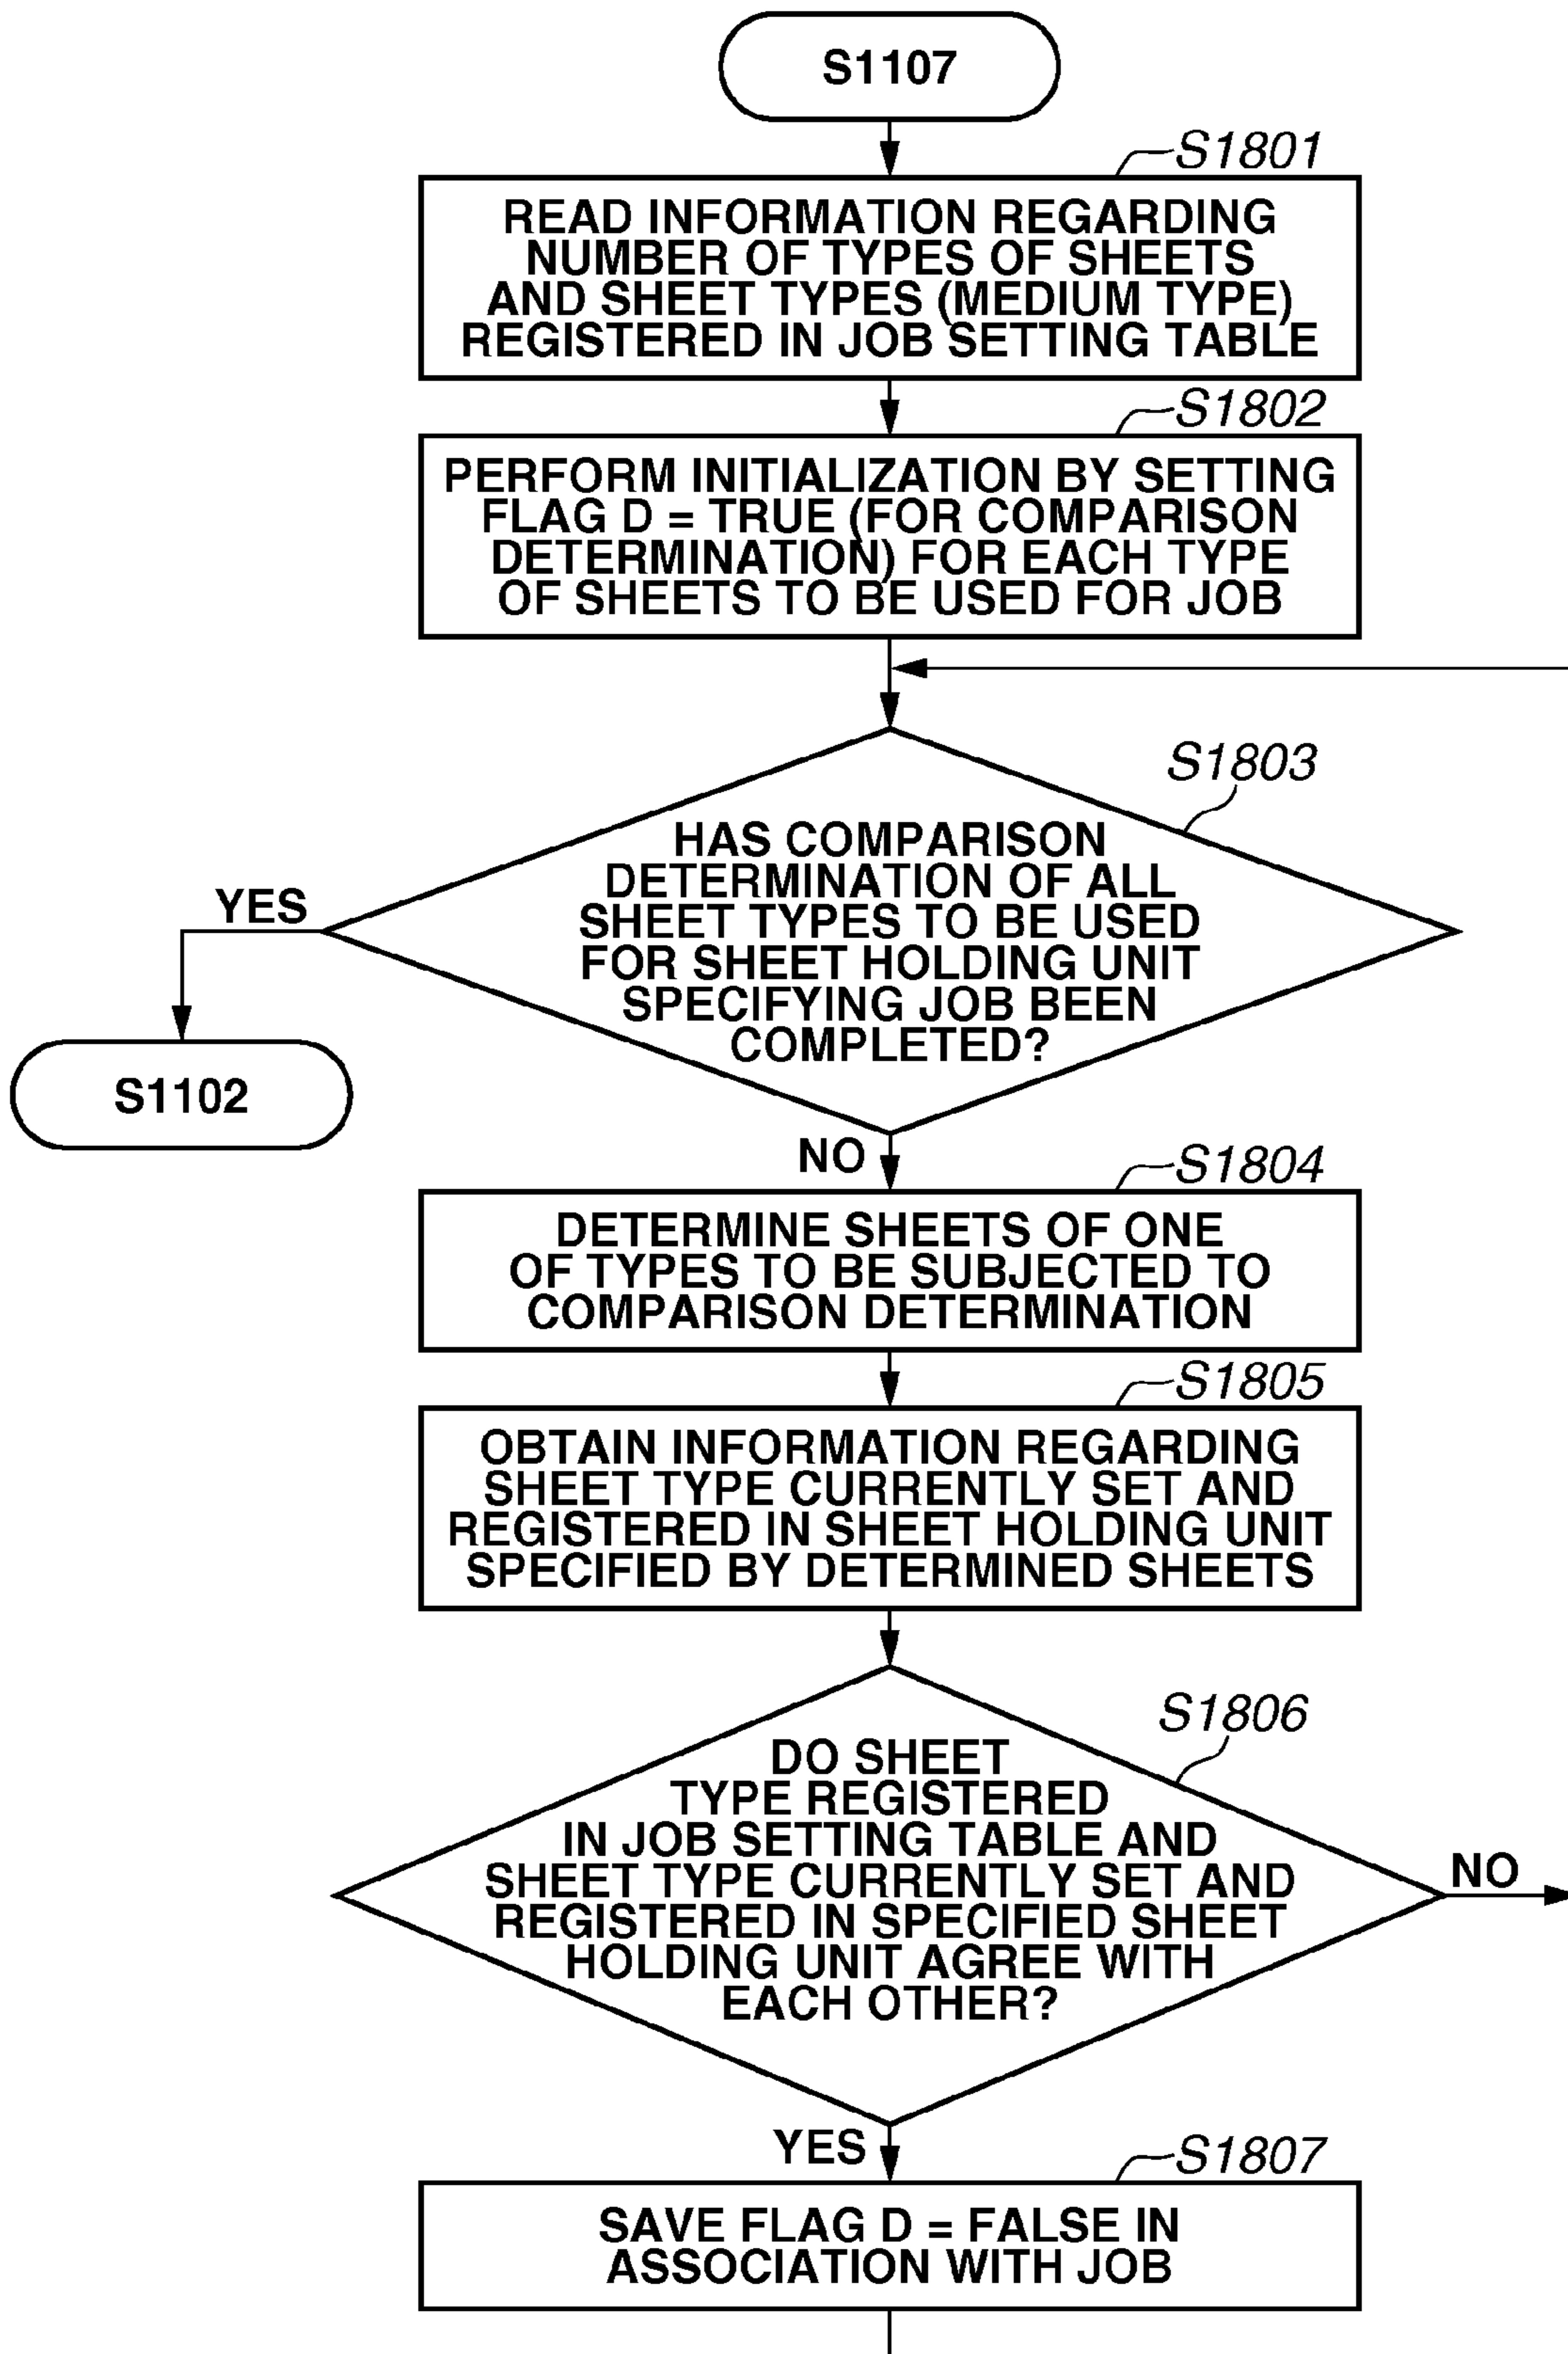 S1107
S1801
READ INFORMATION REGARDING
NUMBER OF TYPES OF SHEETS
AND SHEET TYPES (MEDIUM TYPE)
REGISTERED IN JOB SETTING TABLE
S1802
PERFORM INITIALIZATION BY SETTING
FLAG D = TRUE (FOR COMPARISON
DETERMINATION) FOR EACH TYPE
OF SHEETS TO BE USED FOR JOB
S1803
HAS COMPARISON
DETERMINATION OF ALL
SHEET TYPES TO BE USED
FOR SHEET HOLDING UNIT
SPECIFYING JOB BEEN
COMPLETED?
YES
S1102
NO
S1804
DETERMINE SHEETS OF ONE
OF TYPES TO BE SUBJECTED TO
COMPARISON DETERMINATION
S1805
OBTAIN INFORMATION REGARDING
SHEET TYPE CURRENTLY SET AND
REGISTERED IN SHEET HOLDING UNIT
SPECIFIED BY DETERMINED SHEETS
S1806
DO SHEET
TYPE REGISTERED
IN JOB SETTING TABLE AND
SHEET TYPE CURRENTLY SET AND
REGISTERED IN SPECIFIED SHEET
HOLDING UNIT AGREE WITH
EACH OTHER?
NO
YES
S1807
SAVE FLAG D = FALSE IN
ASSOCIATION WITH JOB